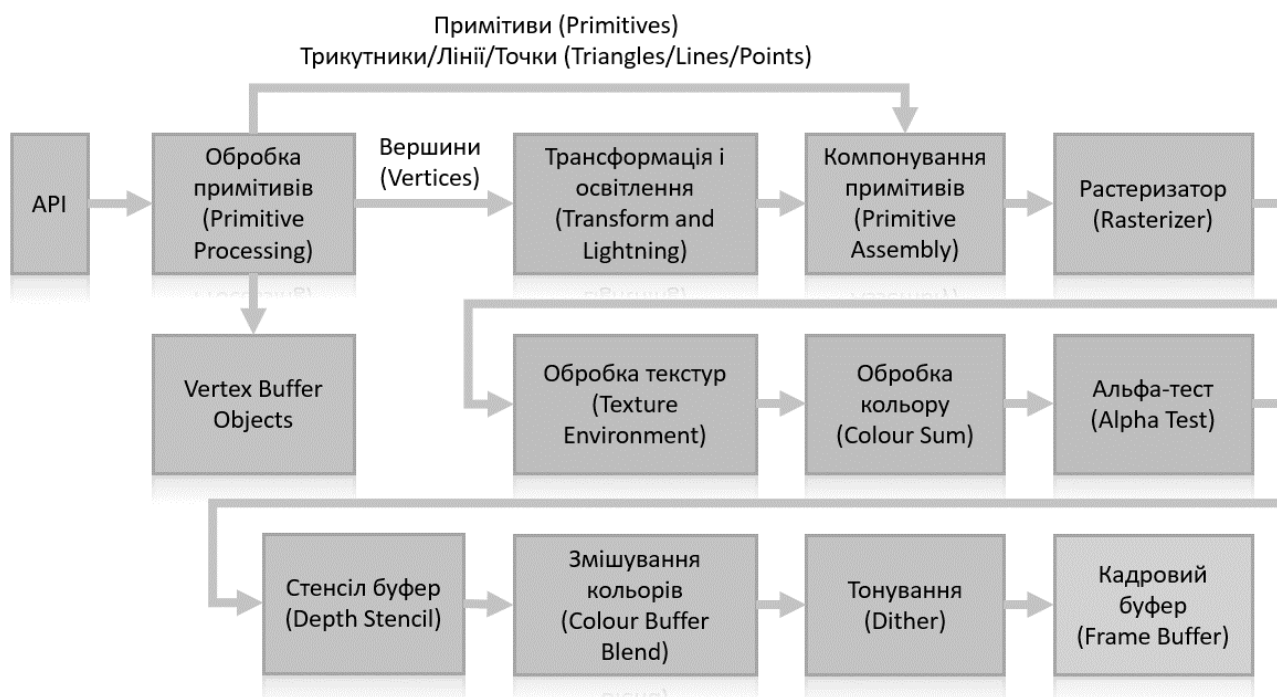 Примітиви (Primitives)
Трикутники/Лінії/Точки (Triangles/Lines/Points)
API
Обробка
примітивів
(Primitive
Processing)
Вершини
(Vertices)
Трансформація і
освітлення
(Transform and
Lightning)
Компонування
примітивів
(Primitive
Assembly)
Растеризатор
(Rasterizer)
Vertex Buffer
Objects
Обробка текстур
(Texture
Environment)
Обробка
кольору
(Colour Sum)
Альфа-тест
(Alpha Test)
Стенсіл буфер
(Depth Stencil)
Змішування
кольорів
(Colour Buffer
Blend)
Тонування
(Dither)
Кадровий
буфер
(Frame Buffer)